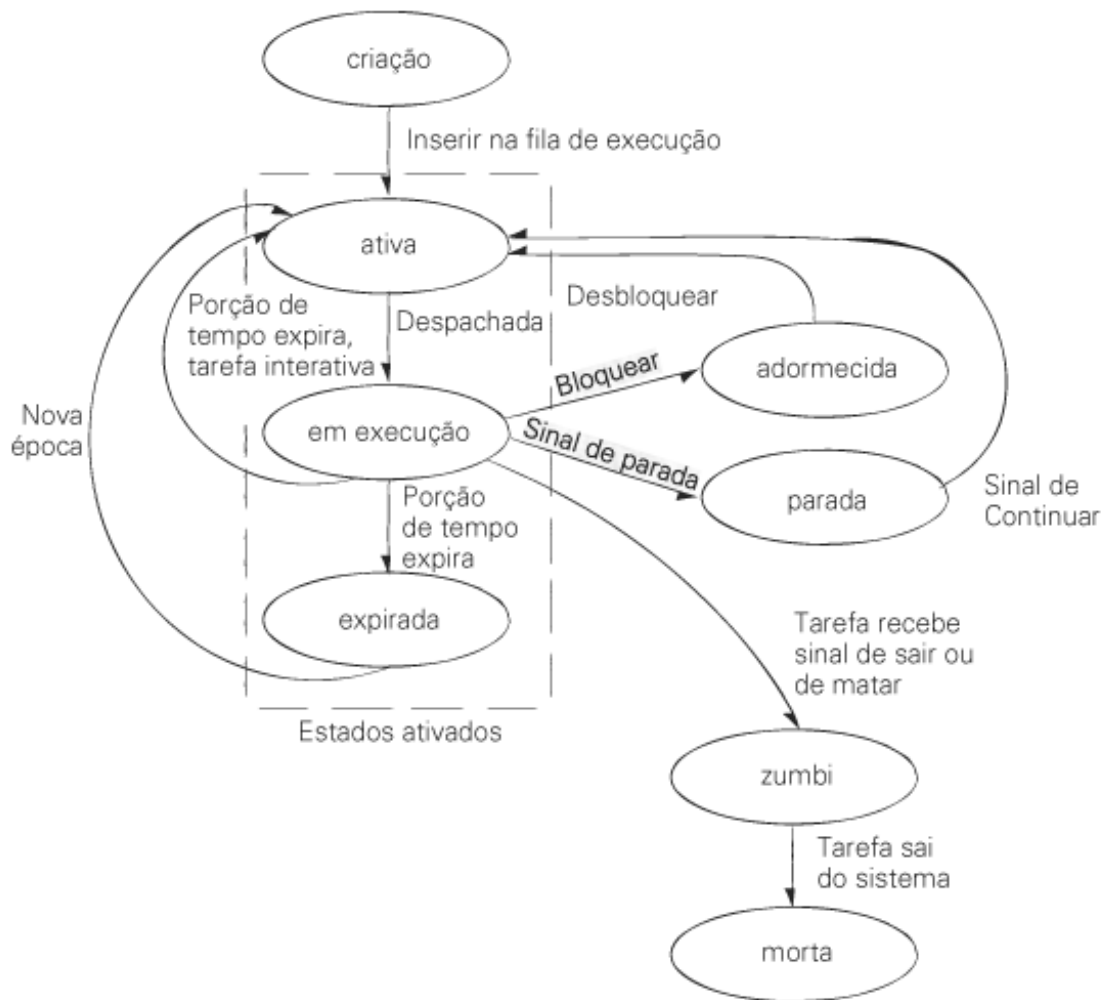 criação
Inserir na fila de execução
ativa
Porção de
tempo expira,
tarefa interativa
Despachada
Desbloquear
Bloquear
adormecida
Nova
época
em execução
Sinal de parada
parada
Sinal de
Continuar
Porção
de tempo
expira
expirada
Estados ativados
Tarefa recebe
sinal de sair ou
de matar
zumbi
Tarefa sai
do sistema
morta